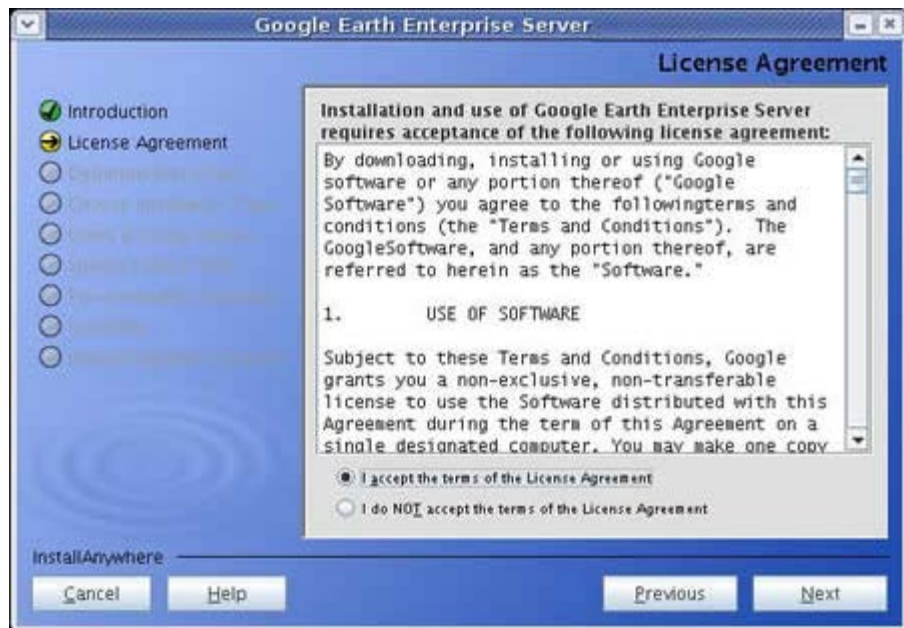 Google Earth Enterprise Server
License Agreement
Introduction
License Agreement
Installation and use of Google Earth Enterprise Server
requires acceptance of the following license agreement:
By downloading, installing or using Google
software or any portion thereof ("Google
Software") you agree to the followingterms and
conditions (the "Terms and Conditions").  The
GoogleSoftware, and any portion thereof, are
referred to herein as the "Software."
1.        USE OF SOFTWARE
Subject to these Terms and Conditions, Google
grants you a non-exclusive, non-transferable
license to use the Software distributed with this
Agreement during the term of this Agreement on a
single designated computer. You may make one copy
I accept the terms of the License Agreement
I do NOT accept the terms of the License Agreement
InstallAnywhere
Cancel
Help
Previous
Next